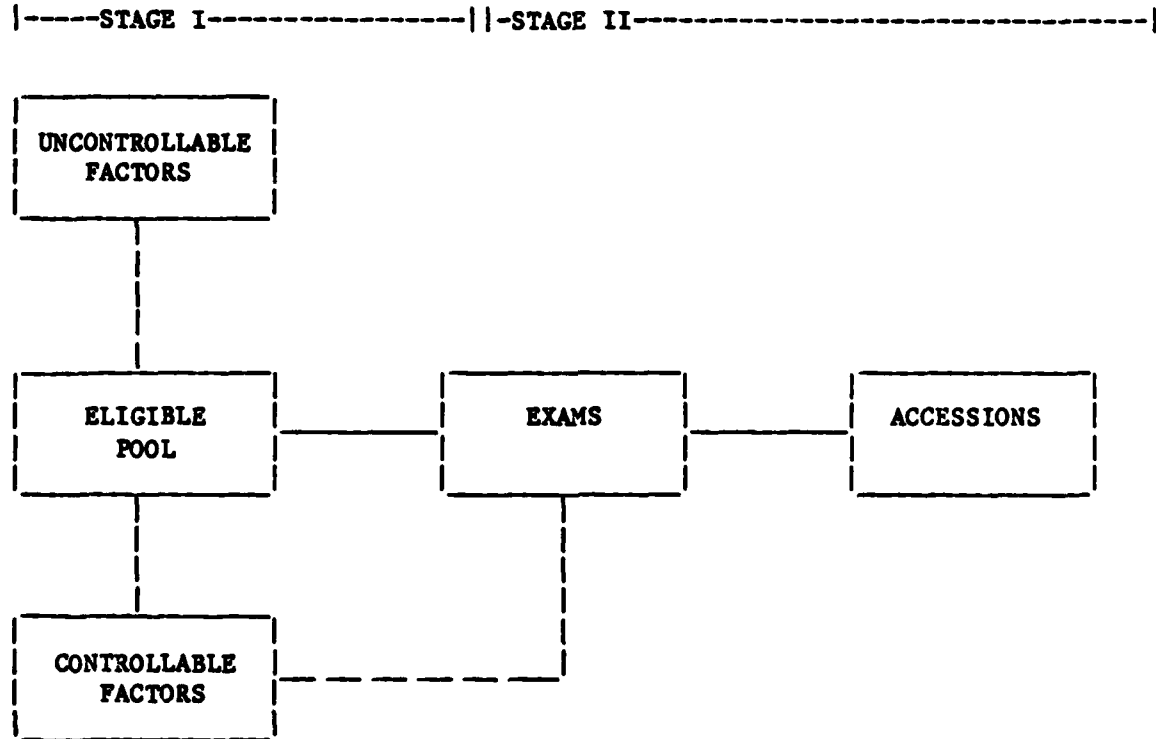 STAGE I STAGE II
UNCONTROLLABLE
FACTORS
ELIGIBLE
POOL
EXAMS
ACCESSIONS
CONTROLLABLE
FACTORS